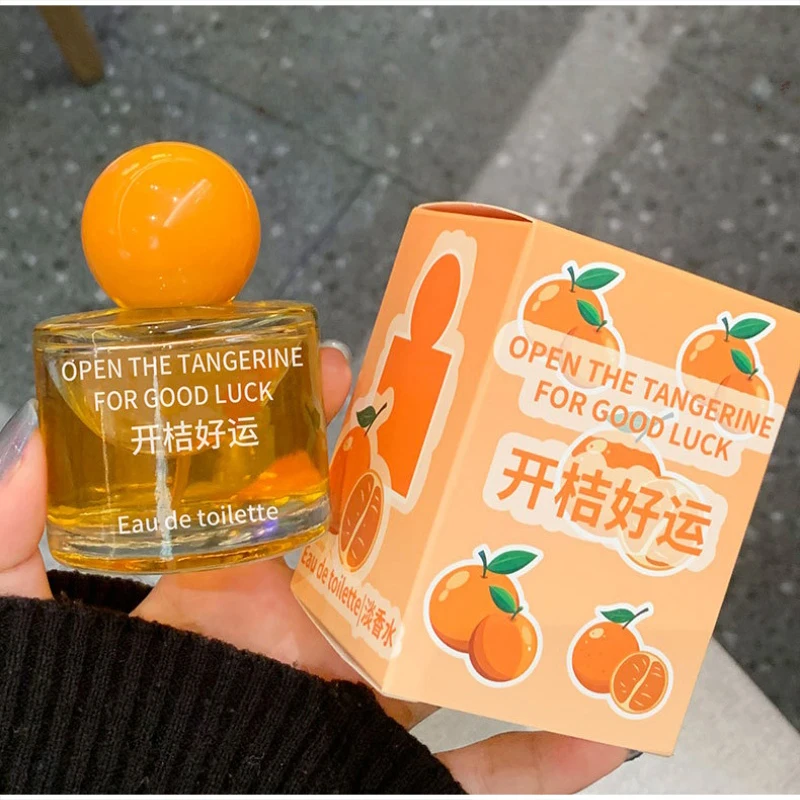 OPEN THE TANGERINE
FOR GOOD LUCK
开桔好运
Eau de toilette
OPEN THE TANGERINE
FOR GOOD LUCK
开桔好运
Eau de toilette|淡香水